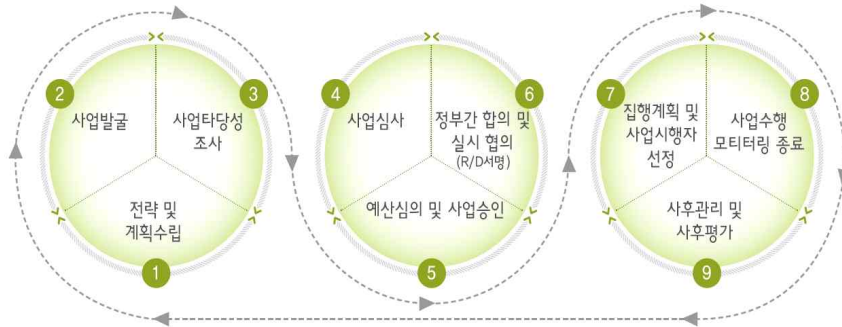 2
사업발굴
3
사업타당성
조사
전략 및
계획수립
1
4
사업심사
6
정부간 합의 및
실시 협의
(R/D서명)
예산심의 및 사업승인
5
7
집행계획 및
사업시행자
선정
8
사업수행
모티터링 종료
사후관리 및
사후평가
9